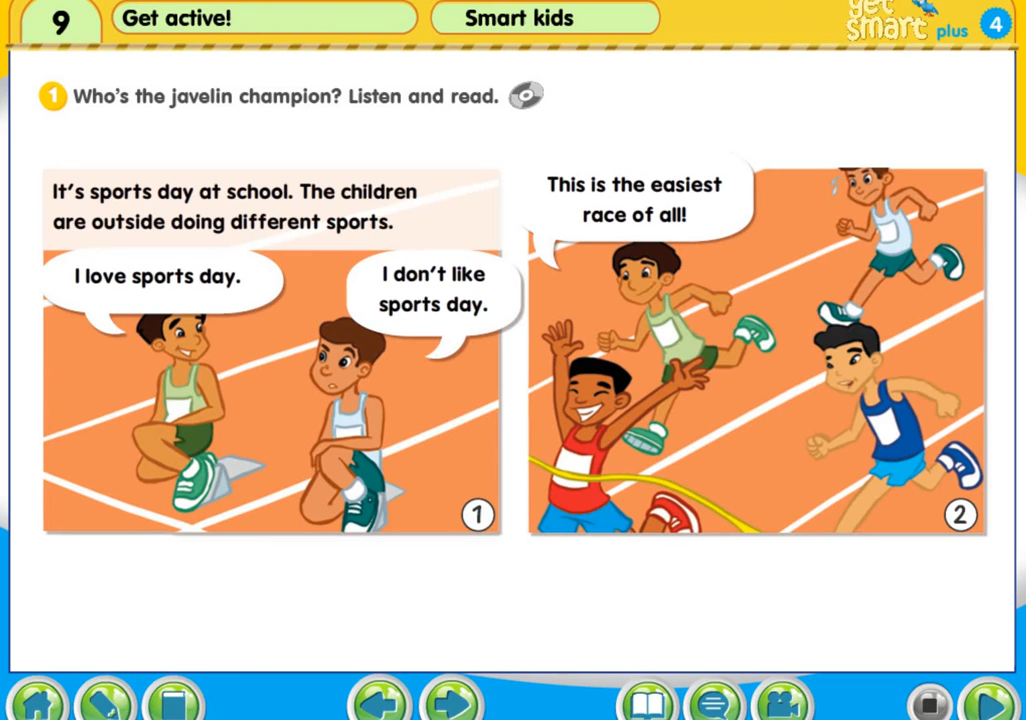 9
Get active!
Smart kids
get
smart plus 4
1 Who's the javelin champion? Listen and read.
It's sports day at school. The children
are outside doing different sports.
I love sports day.
I don't like
sports day.
1
This is the easiest
race of all!
2